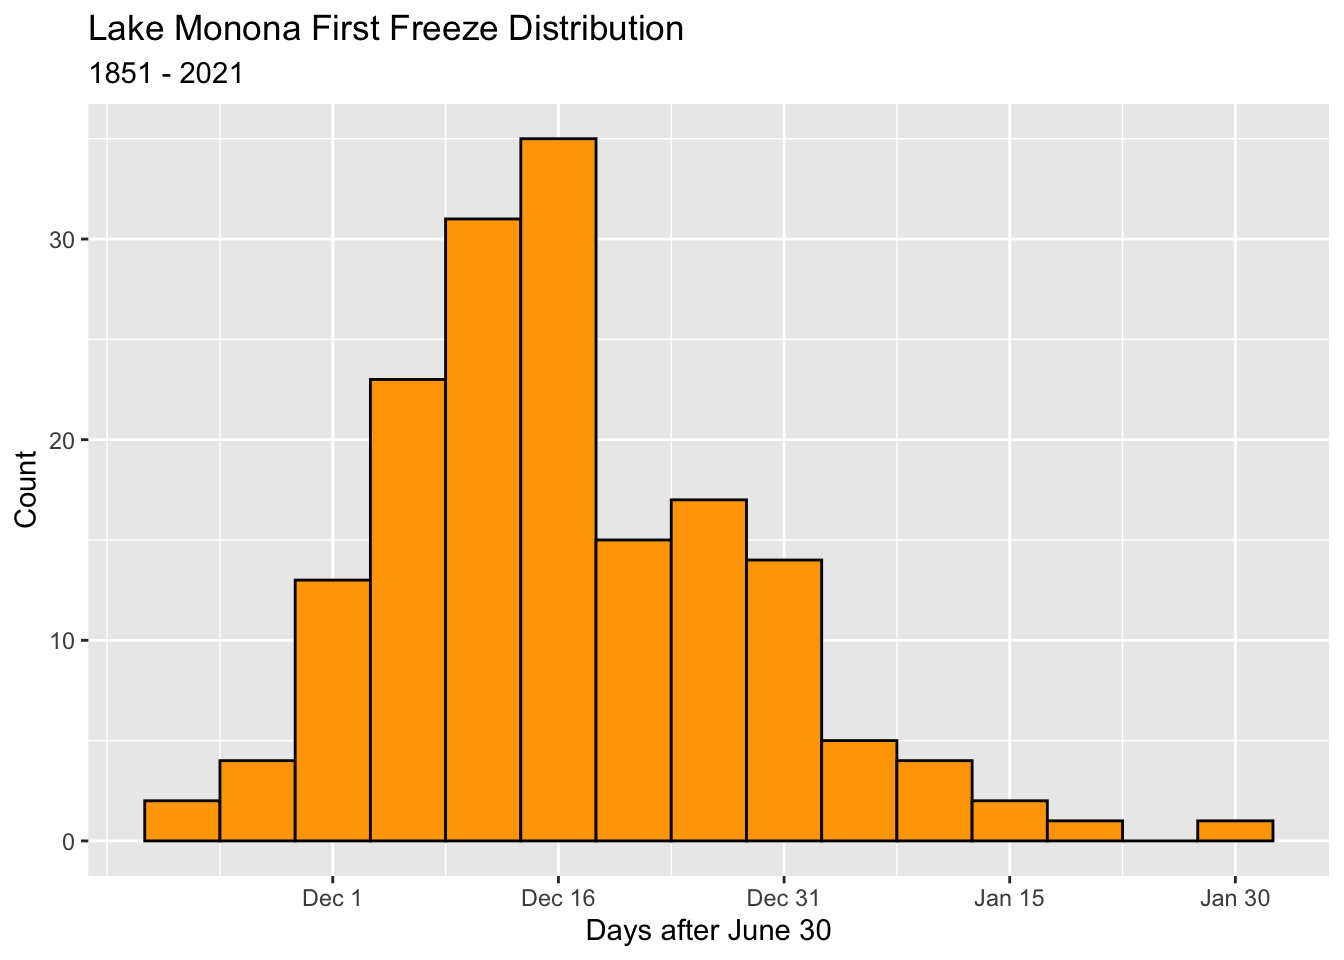 Lake Monona First Freeze Distribution
1851 - 2021
30
20
10
0
Count
Dec 1 Dec 16 Dec 31 Jan 15 Jan 30
Days after June 30